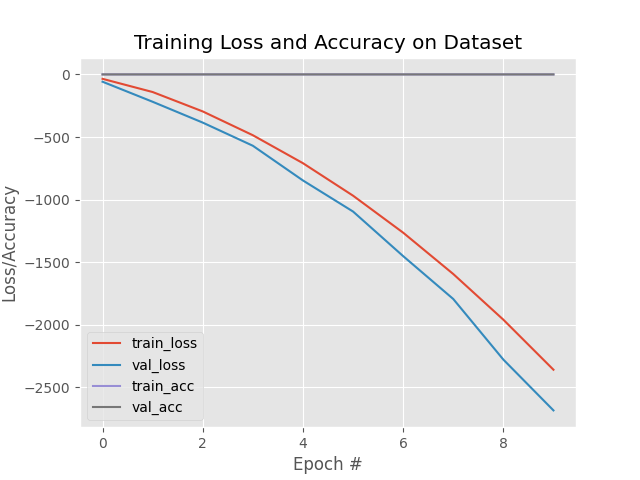 Training Loss and Accuracy on Dataset
0
−500
−1000
−1500
−2000
−2500
Loss/Accuracy
train_loss
val_loss
train_acc
val_acc
0 2 4 6 8
Epoch #